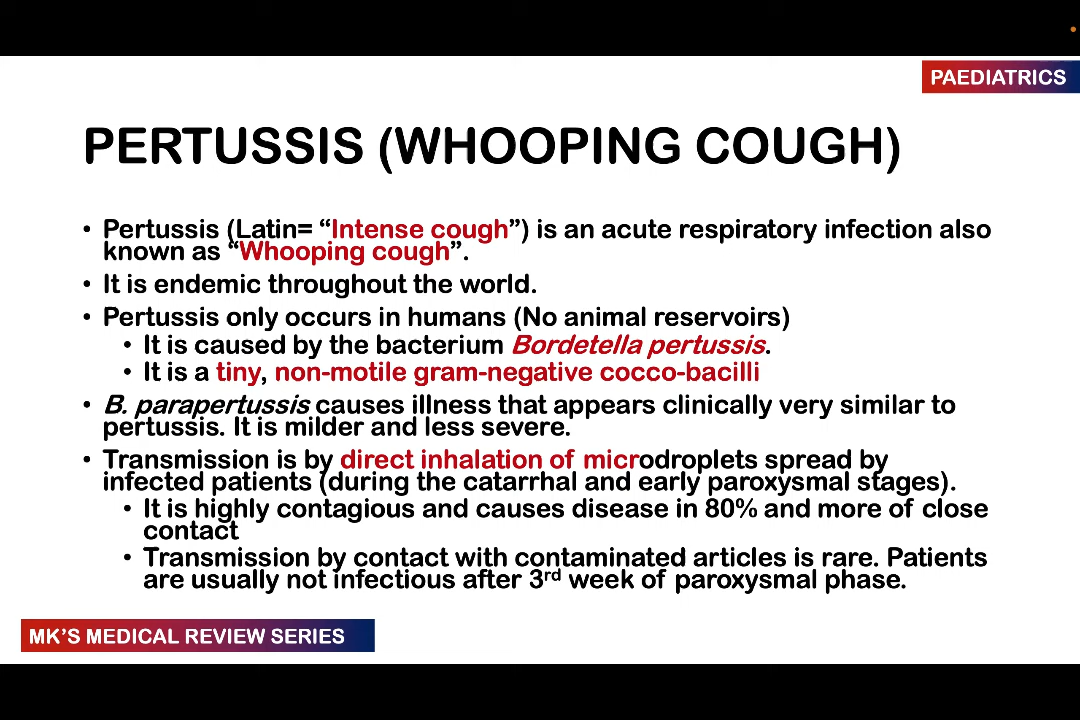 PAEDIATRICS
PERTUSSIS (WHOOPING COUGH)
• Pertussis (Latin= “Intense cough”) is an acute respiratory infection also
known as “Whooping cough”.
• It is endemic throughout the world.
• Pertussis only occurs in humans (No animal reservoirs)
• It is caused by the bacterium Bordetella pertussis.
• It is a tiny, non-motile gram-negative cocco-bacilli
• B. parapertussis causes illness that appears clinically very similar to
pertussis. It is milder and less severe.
• Transmission is by direct inhalation of microdroplets spread by
infected patients (during the catarrhal and early paroxysmal stages).
• It is highly contagious and causes disease in 80% and more of close
contact
• Transmission by contact with contaminated articles is rare. Patients
are usually not infectious after 3rd week of paroxysmal phase.
MK’S MEDICAL REVIEW SERIES